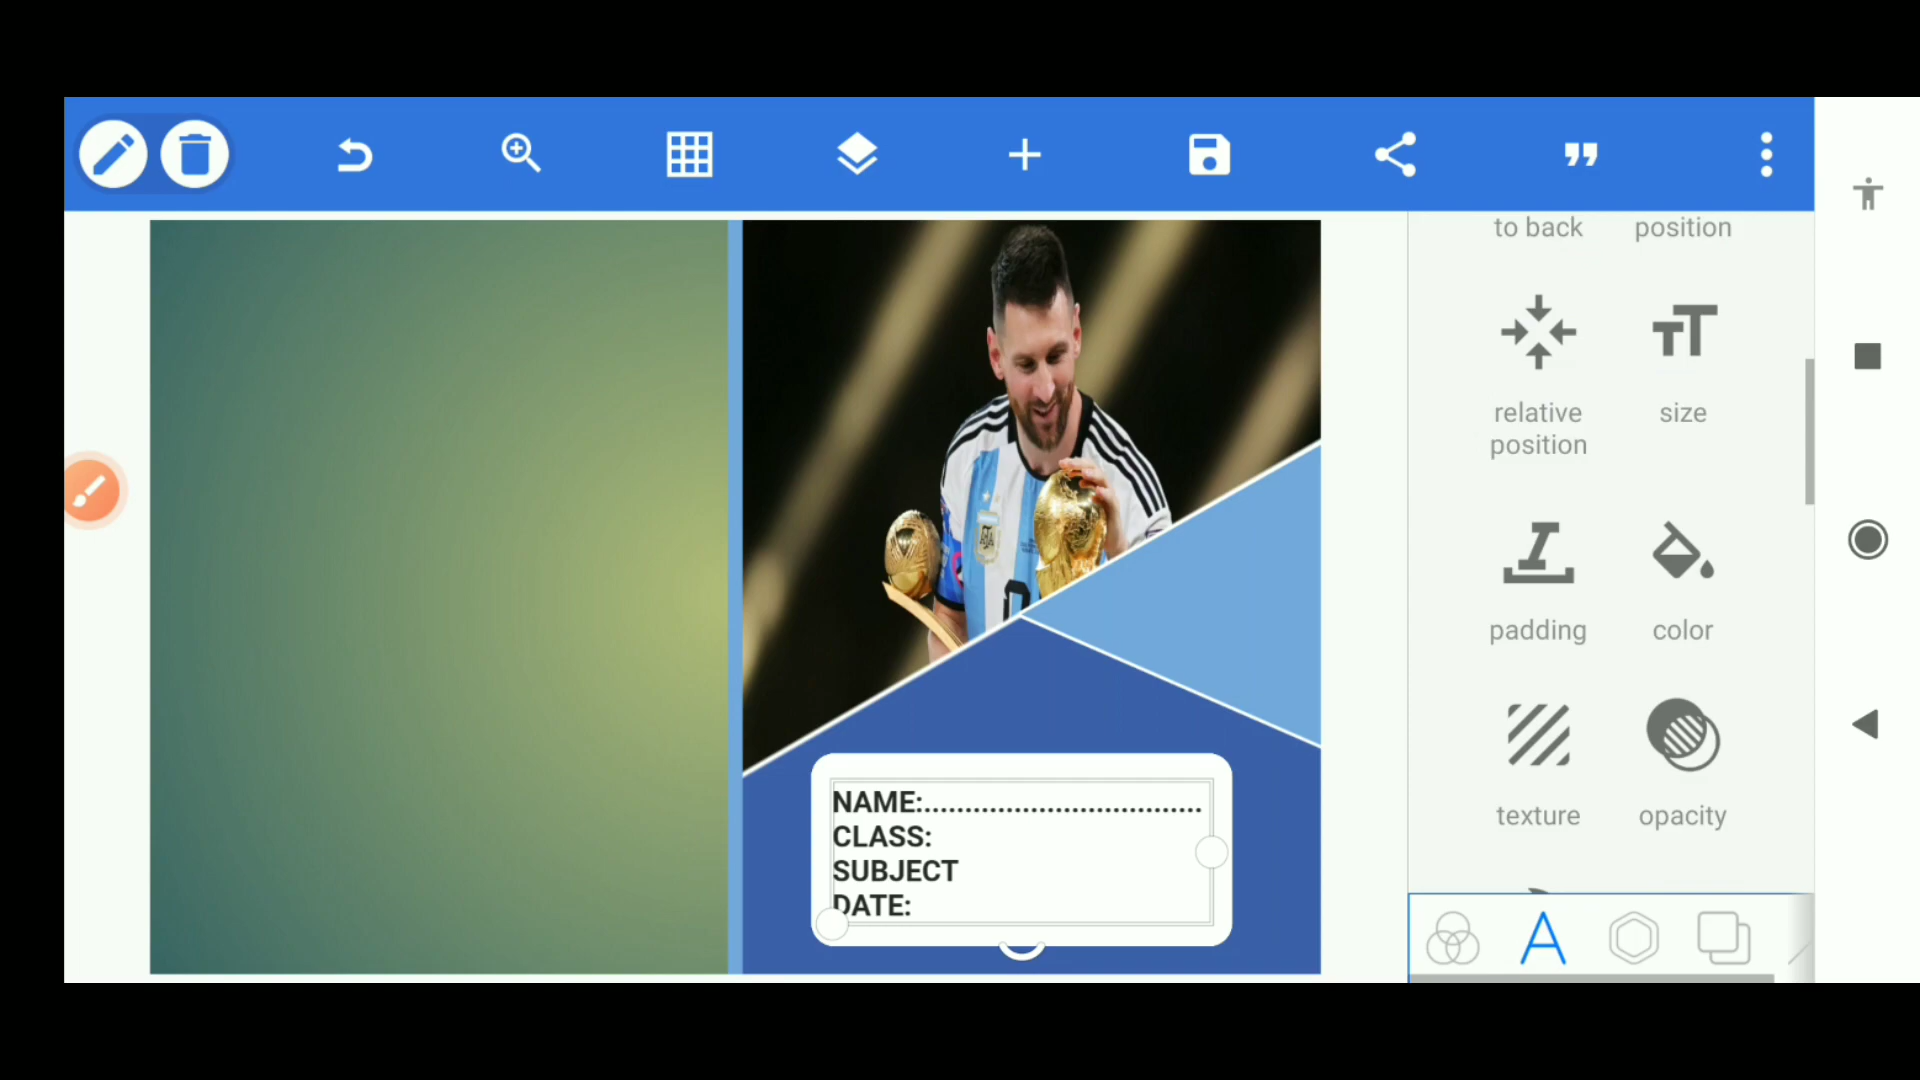 to back
position
relative
position
size
padding
color
texture
opacity
NAME:..................................
CLASS:
SUBJECT
DATE: